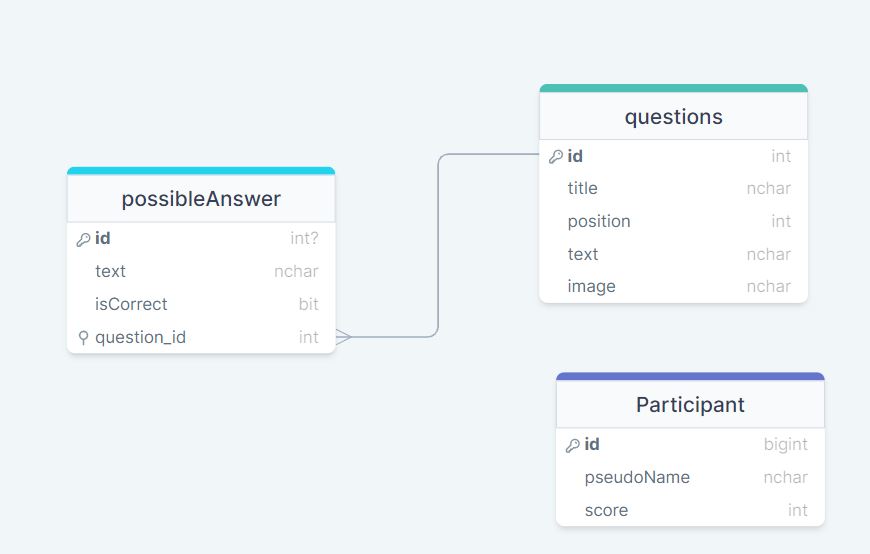 possibleAnswer
id int?
text nchar
isCorrect bit
question_id int
questions
id int
title nchar
position int
text nchar
image nchar
Participant
id bigint
pseudoName nchar
score int